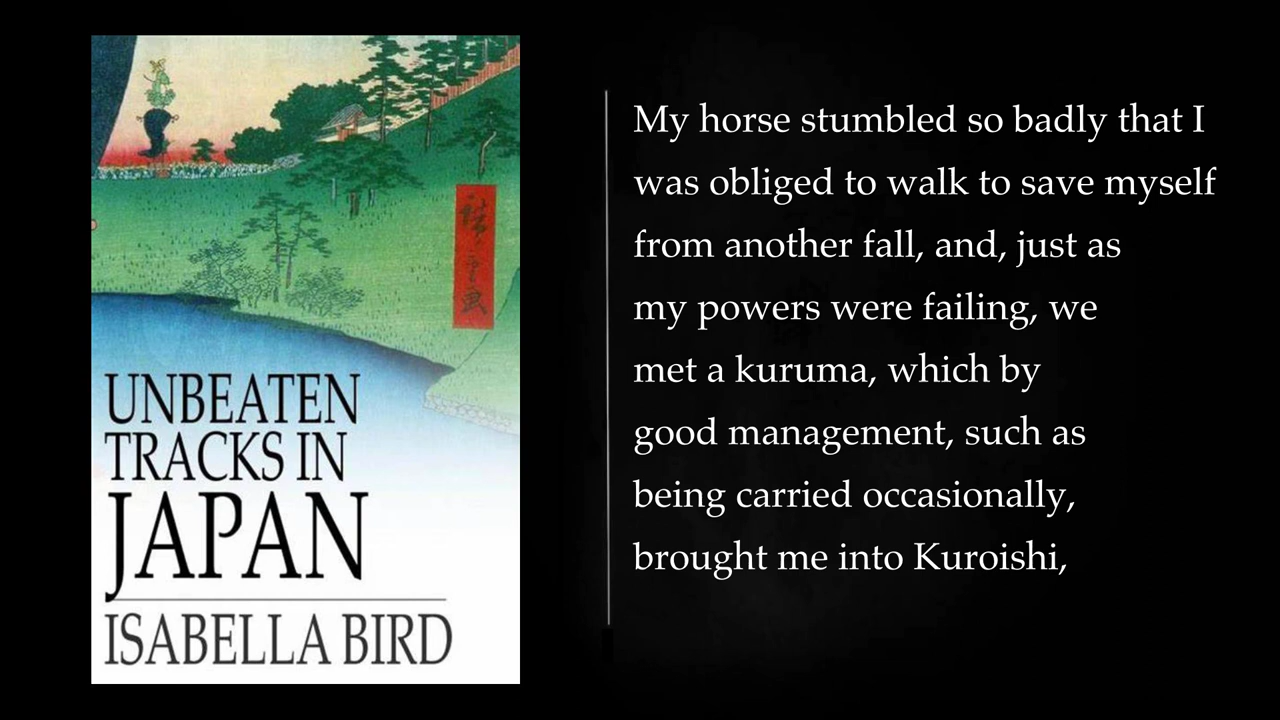 UNBEATEN
TRACKS IN
JAPAN
ISABELLA BIRD
My horse stumbled so badly that I
was obliged to walk to save myself
from another fall, and, just as
my powers were failing, we
met a kuruma, which by
good management, such as
being carried occasionally,
brought me into Kuroishi,